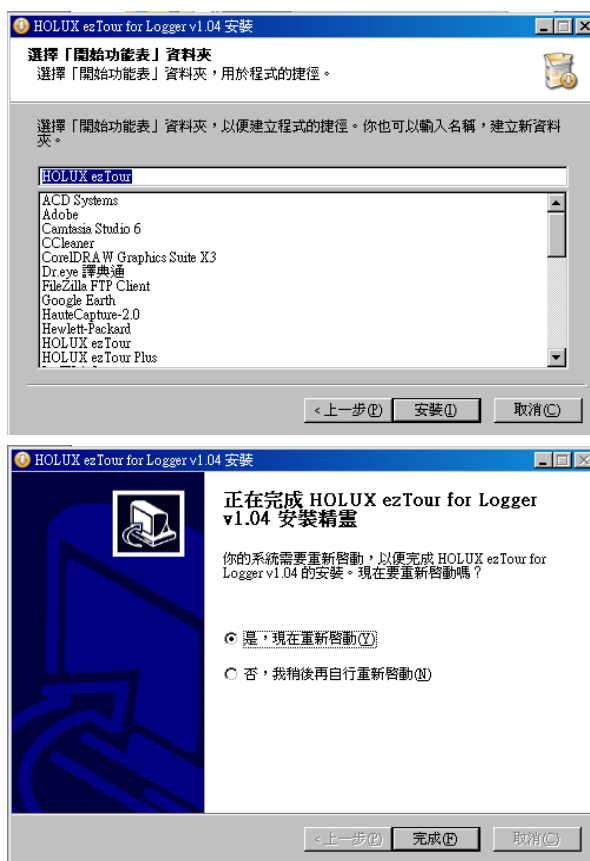 HOLUX ezTour for Logger v1.04 安裝
選擇「開始功能表」資料夾
選擇「開始功能表」資料夾，用於程式的捷徑。
選擇「開始功能表」資料夾，以便建立程式的捷徑。你也可以輸入名稱，建立新資料
夾。
HOLUX ezTour
ACD Systems
Adobe
Camtasia Studio 6
CCleaner
CorelDRAW Graphics Suite X3
Dr.eye 譯典通
FileZilla FTP Client
Google Earth
HauteCapture-2.0
Hewlett-Packard
HOLUX ezTour
HOLUX ezTour Plus
<上一步(P) 安裝(I) 取消(C)
HOLUX ezTour for Logger v1.04 安裝
正在完成 HOLUX ezTour for Logger
v1.04 安裝精靈
你的系統需要重新啓動，以便完成 HOLUX ezTour for
Logger v1.04 的安裝。現在要重新啓動嗎？
是，現在重新啓動(Y)
否，我稍後再自行重新啓動(N)
<上一步(P) 完成(F) 取消(C)